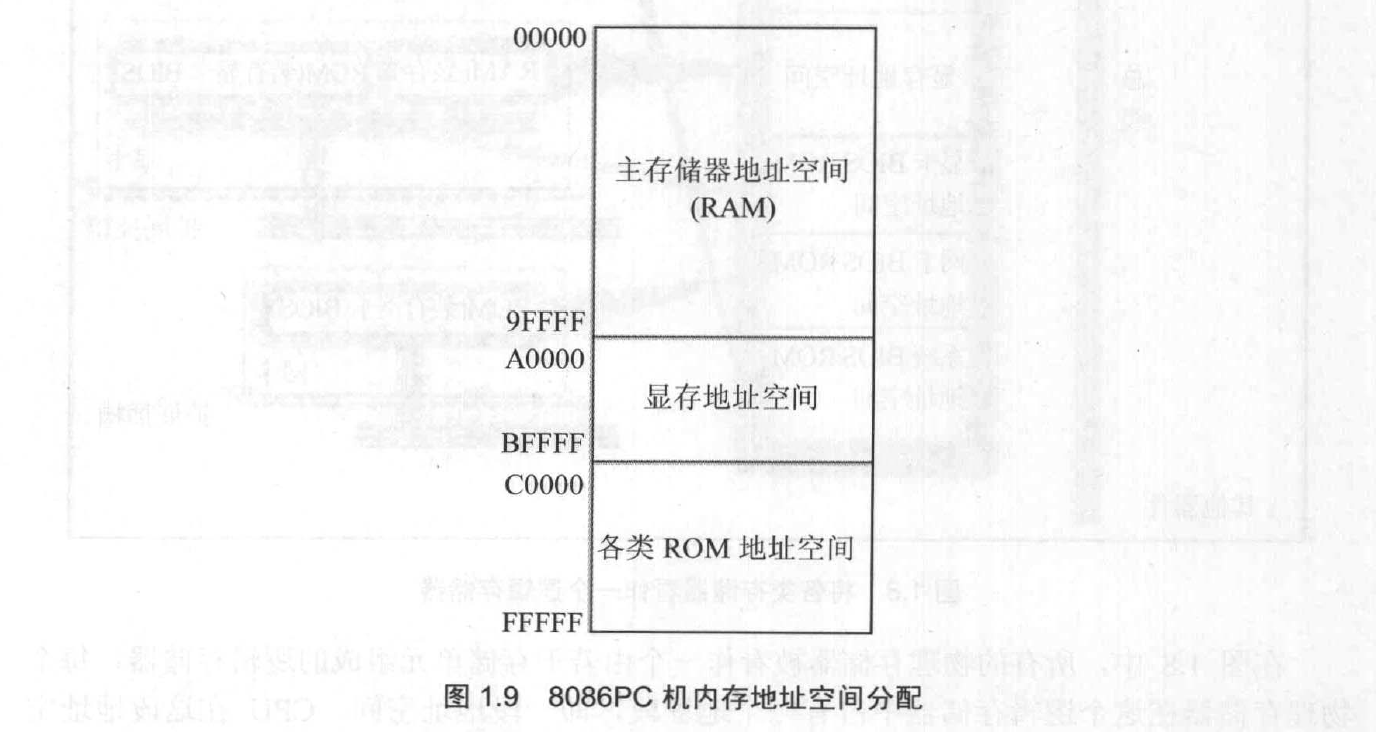 00000
主存储器地址空间
(RAM)
9FFFF
A0000
显存地址空间
BFFFF
C0000
各类 ROM 地址空间
FFFFF
图 1.9 8086PC 机内存地址空间分配